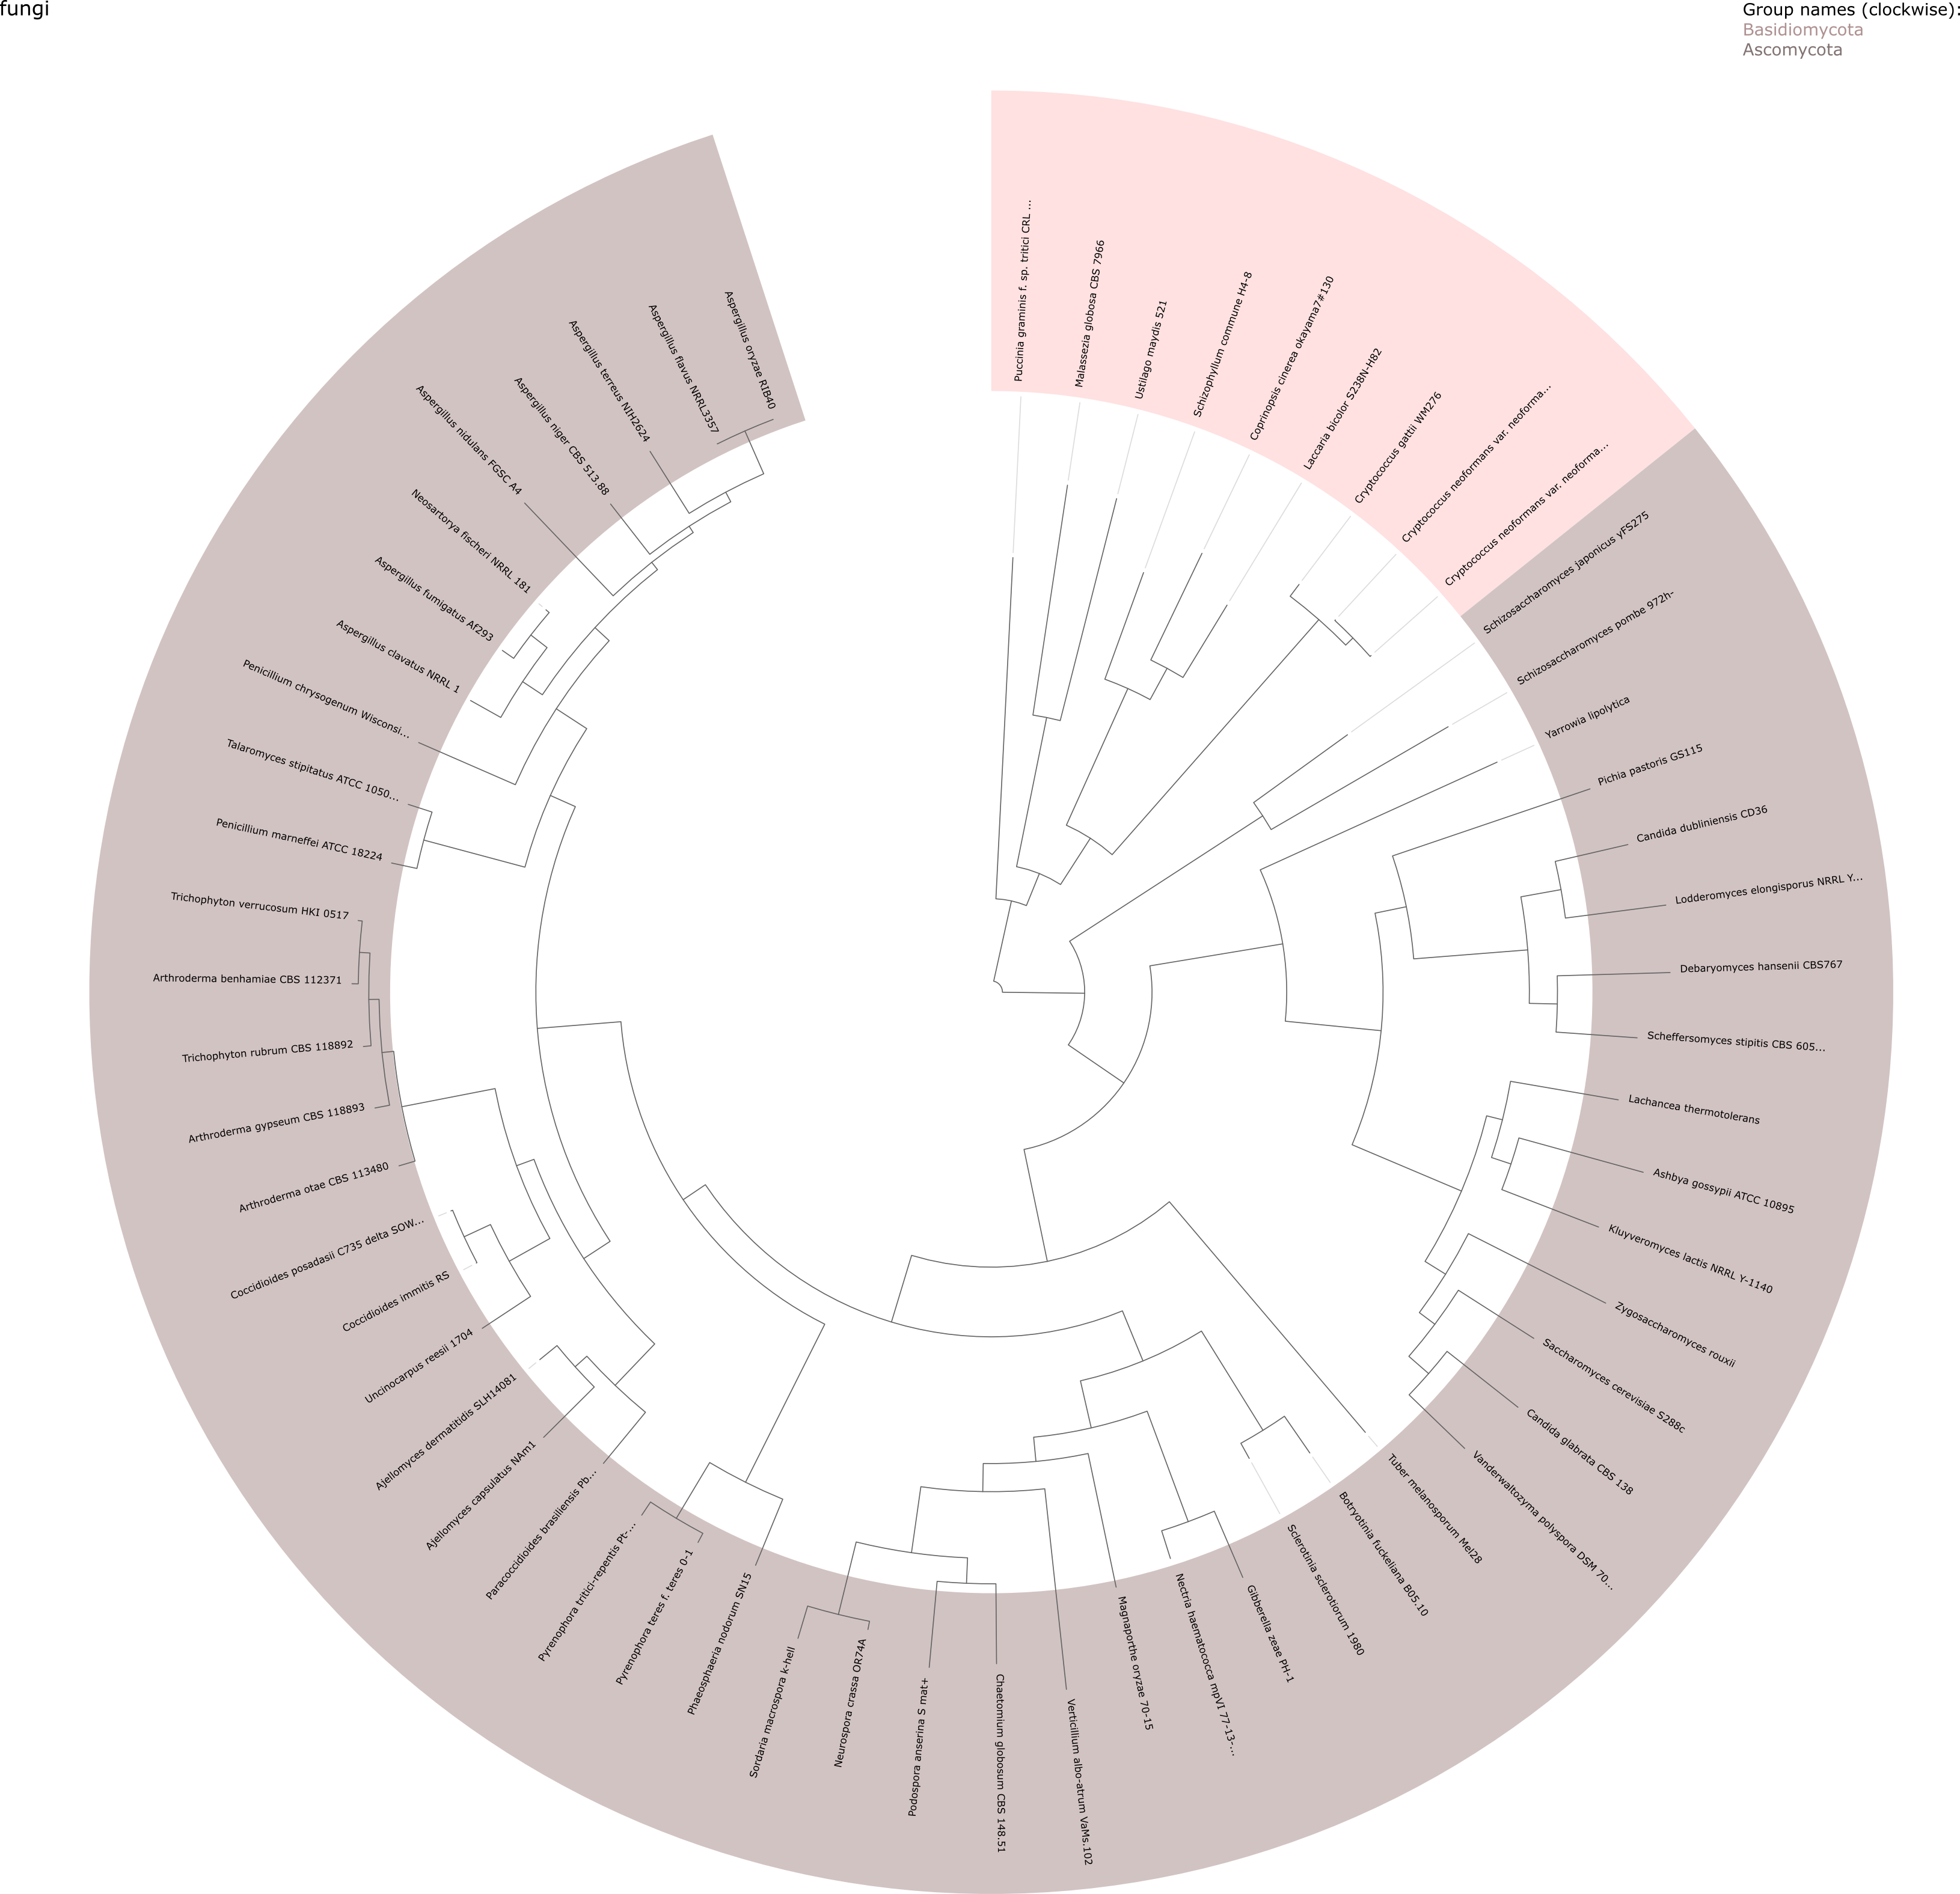 fungi
Group names (clockwise):
Basidiomycota
Ascomycota
Puccinia graminis f. sp. tritici CRL ...
Malassezia globosa CBS 7966
Ustilago maydis 521
Schizophyllum commune H4-8
Coprinopsis cinerea okayama7#130
Laccaria bicolor S238N-H82
Cryptococcus gattii WM276
Cryptococcus neoformans var. neoforma...
Cryptococcus neoformans var. neoforma...
Schizosaccharomyces japonicus yFS275
Schizosaccharomyces pombe 972h-
Yarrowia lipolytica
Pichia pastoris GS115
Candida dubliniensis CD36
Lodderomyces elongisporus NRRL Y...
Debaryomyces hansenii CBS767
Scheffersomyces stipitis CBS 605...
Lachancea thermotolerans
Ashbya gossypii ATCC 10895
Kluyveromyces lactis NRRL Y-1140
Zygosaccharomyces rouxii
Saccharomyces cerevisiae S288c
Candida glabrata CBS 138
Vanderwaltozyma polyspora DSM 70...
Tuber melanosporum Mel28
Botryotinia fuckeliana B05.10
Sclerotinia sclerotiorum 1980
Gibberella zeae PH-1
Nectria haematococca mpVI 77-13-...
Magnaporthe oryzae 70-15
Verticillium albo-atrum VaMs.102
Chaetomium globosum CBS 148.51
Podospora anserina S mat+
Neurospora crassa OR74A
Sordaria macrospora k-hell
Phaeosphaeria nodorum SN15
Pyrenophora teres f. teres 0-1
Pyrenophora tritici-repentis Pt-...
Paracoccidioides brasiliensis Pb...
Ajellomyces capsulatus NAm1
Ajellomyces dermatitidis SLH14081
Uncinocarpus reesii 1704
Coccidioides immitis RS
Coccidioides posadasii C735 delta SOW...
Arthroderma otae CBS 113480
Arthroderma gypseum CBS 118893
Trichophyton rubrum CBS 118892
Arthroderma benhamiae CBS 112371
Trichophyton verrucosum HKI 0517
Penicillium marneffei ATCC 18224
Talaromyces stipitatus ATCC 1050...
Penicillium chrysogenum Wisconsi...
Aspergillus clavatus NRRL 1
Aspergillus fumigatus Af293
Neosartorya fischeri NRRL 181
Aspergillus nidulans FGSC A4
Aspergillus niger CBS 513.88
Aspergillus terreus NIH2624
Aspergillus flavus NRRL3357
Aspergillus oryzae RIB40